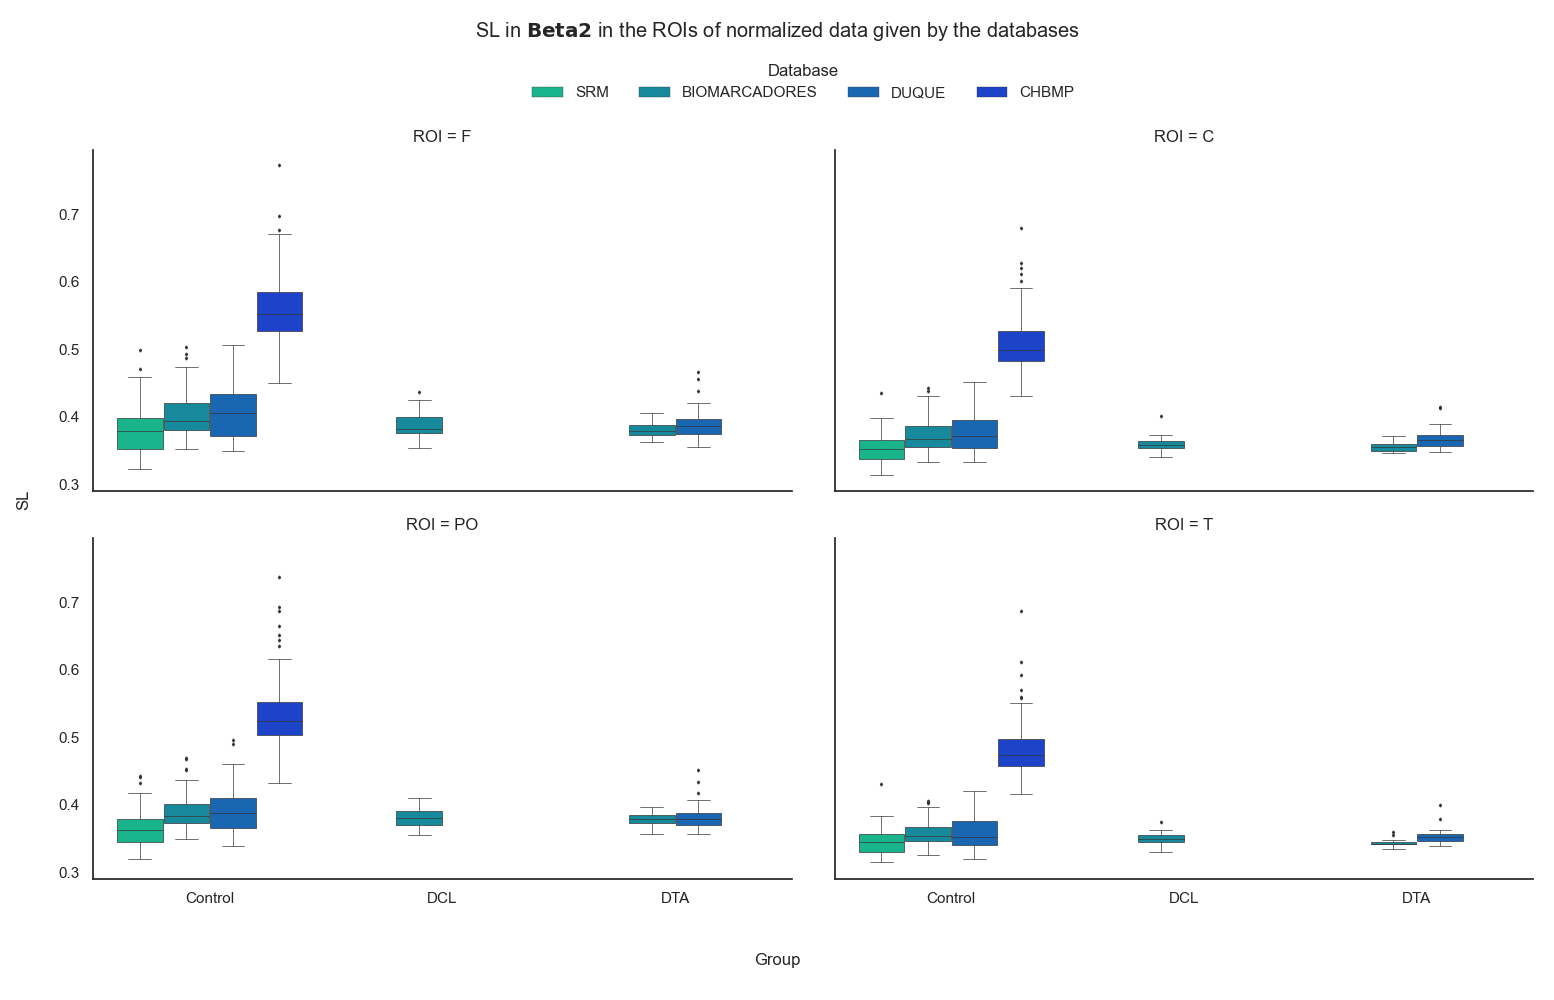 SL in Beta2 in the ROIs of normalized data given by the databases
Database
SRM BIOMARCADORES DUQUE CHBMP
ROI = F ROI = C
0.7
0.6
0.5
0.4
0.3
SL
ROI = PO ROI = T
0.7
0.6
0.5
0.4
0.3
Control DCL DTA Control DCL DTA
Group